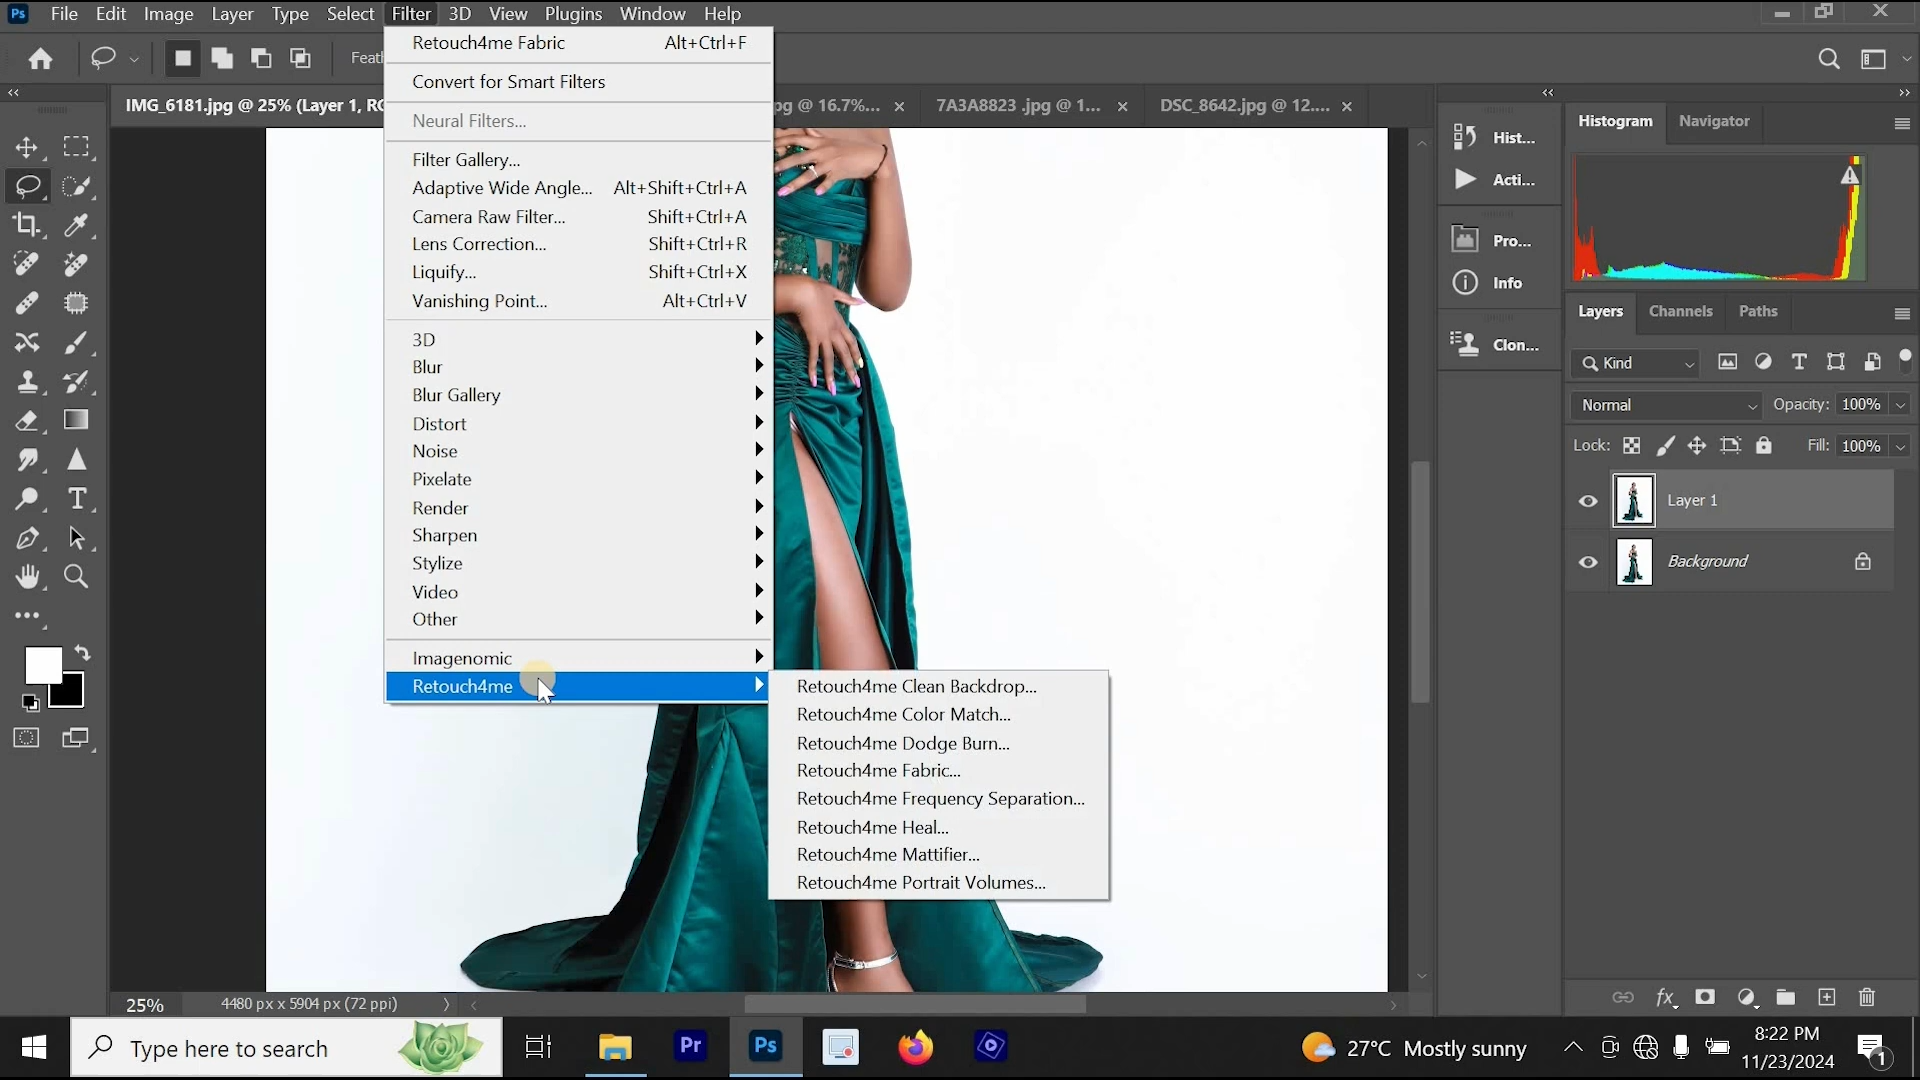 Ps File Edit Image Layer Type Select Filter 3D View Plugins Window Help
Feath
IMG_6181.jpg @ 25% (Layer 1, RG
pg @ 16.7%... × 7A3A8823 .jpg @ 1... × DSC_8642.jpg @ 12.... ×
Retouch4me Fabric Alt+Ctrl+F
Convert for Smart Filters
Neural Filters...
Filter Gallery...
Adaptive Wide Angle... Alt+Shift+Ctrl+A
Camera Raw Filter... Shift+Ctrl+A
Lens Correction... Shift+Ctrl+R
Liquify... Shift+Ctrl+X
Vanishing Point... Alt+Ctrl+V
3D
Blur
Blur Gallery
Distort
Noise
Pixelate
Render
Sharpen
Stylize
Video
Other
Imagenomic
Retouch4me
Retouch4me Clean Backdrop...
Retouch4me Color Match...
Retouch4me Dodge Burn...
Retouch4me Fabric...
Retouch4me Frequency Separation...
Retouch4me Heal...
Retouch4me Mattifier...
Retouch4me Portrait Volumes...
Hist...
Acti...
Pro...
Info
Clon...
Histogram Navigator
Layers Channels Paths
Kind
Normal Opacity: 100%
Lock: Fill: 100%
Layer 1
Background
fx
25% 4480 px x 5904 px (72 ppi)
Type here to search
Pr Ps
27°C Mostly sunny
8:22 PM
11/23/2024
1